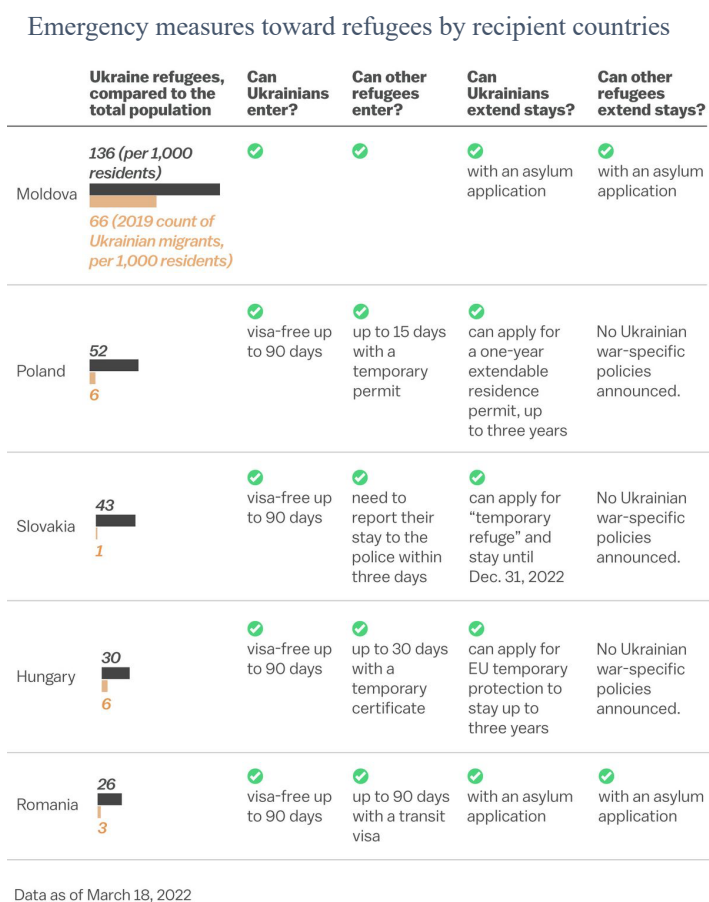 Emergency measures toward refugees by recipient countries
Ukraine refugees,
compared to the
total population
Can
Ukrainians
enter?
Can other
refugees
enter?
Can
Ukrainians
extend stays?
Can other
refugees
extend stays?
Moldova
136 (per 1,000
residents)
66 (2019 count of
Ukrainian migrants,
per 1,000 residents)
with an asylum
application
with an asylum
application
Poland
52
6
visa-free up
to 90 days
up to 15 days
with a
temporary
permit
can apply for
a one-year
extendable
residence
permit, up
to three years
No Ukrainian
war-specific
policies
announced.
Slovakia
43
1
visa-free up
to 90 days
need to
report their
stay to the
police within
three days
can apply for
“temporary
refuge” and
stay until
Dec. 31, 2022
No Ukrainian
war-specific
policies
announced.
Hungary
30
6
visa-free up
to 90 days
up to 30 days
with a
temporary
certificate
can apply for
EU temporary
protection to
stay up to
three years
No Ukrainian
war-specific
policies
announced.
Romania
26
3
visa-free up
to 90 days
up to 90 days
with a transit
visa
with an asylum
application
with an asylum
application
Data as of March 18, 2022